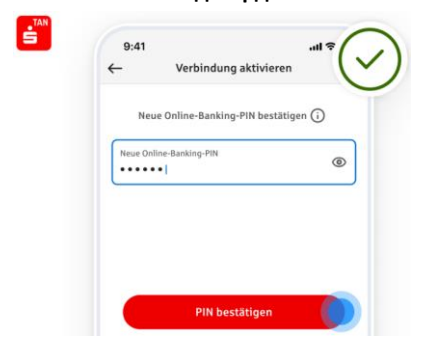 TAN
S
9:41
Verbindung aktivieren
Neue Online-Banking-PIN bestätigen
Neue Online-Banking-PIN
••••••
PIN bestätigen